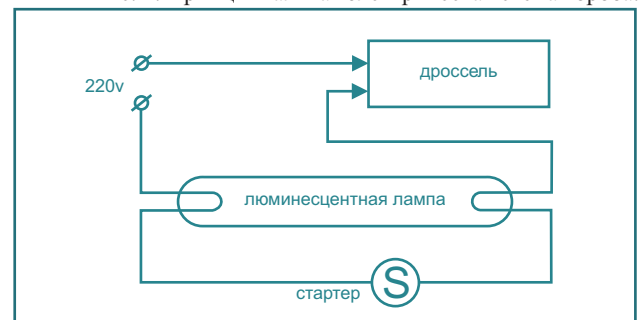 дроссель
220v
люминесцентная лампа
стартер
S